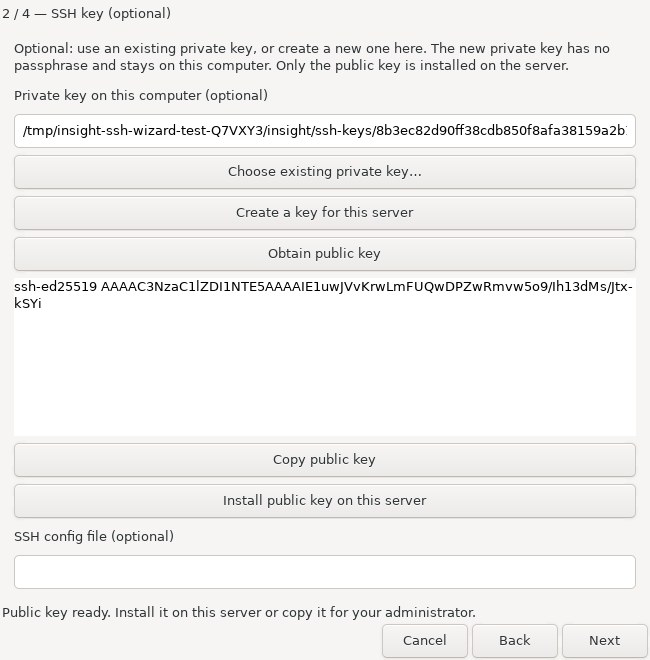 2 / 4 — SSH key (optional)
Optional: use an existing private key, or create a new one here. The new private key has no
passphrase and stays on this computer. Only the public key is installed on the server.
Private key on this computer (optional)
/tmp/insight-ssh-wizard-test-Q7VXY3/insight/ssh-keys/8b3ec82d90ff38cdb850f8afa38159a2b
Choose existing private key...
Create a key for this server
Obtain public key
ssh-ed25519 AAAAC3NzaC1lZDI1NTE5AAAAIE1uwJVvKrwLmFUQwDPZwRmvw5o9/Ih13dMs/Jtx-
kSYi
Copy public key
Install public key on this server
SSH config file (optional)
Public key ready. Install it on this server or copy it for your administrator.
Cancel
Back
Next